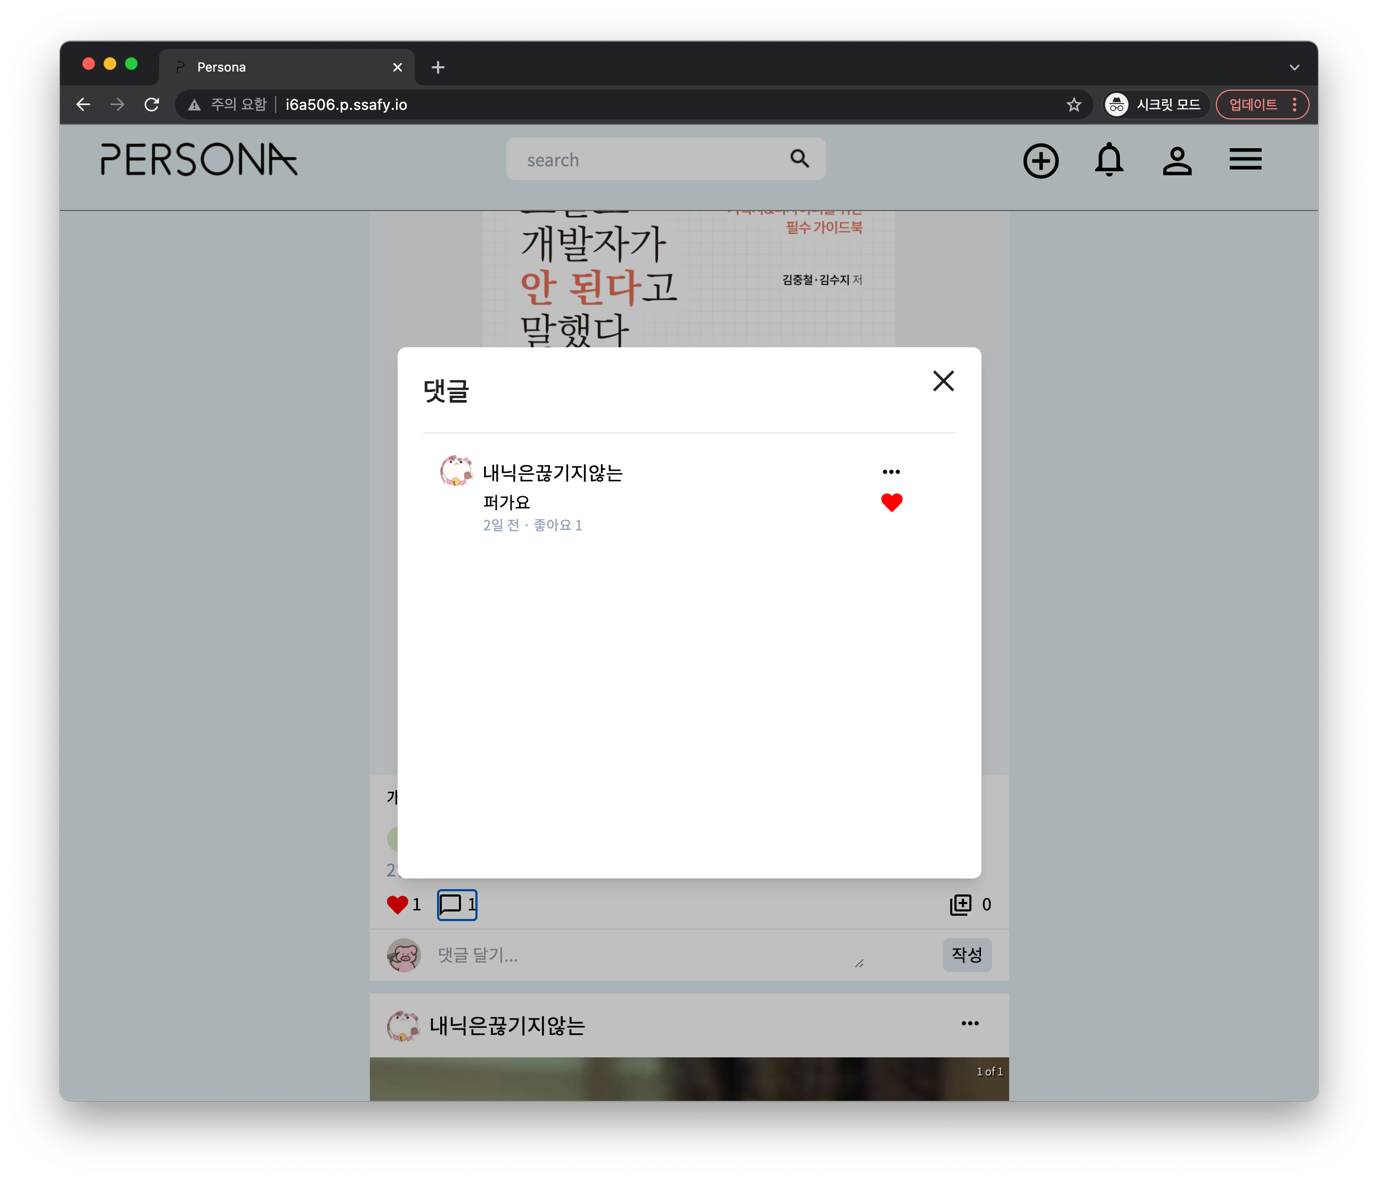 Persona
주의 요함
i6a506.p.ssafy.io
시크릿 모드
업데이트
PERSONA
search
필수 가이드북
개발자가
안 된다고
말했다
김중철·김수지 저
댓글
내닉은끊기지않는
퍼가요
2일 전 · 좋아요 1
1
1
0
댓글 달기...
작성
내닉은끊기지않는
1 of 1